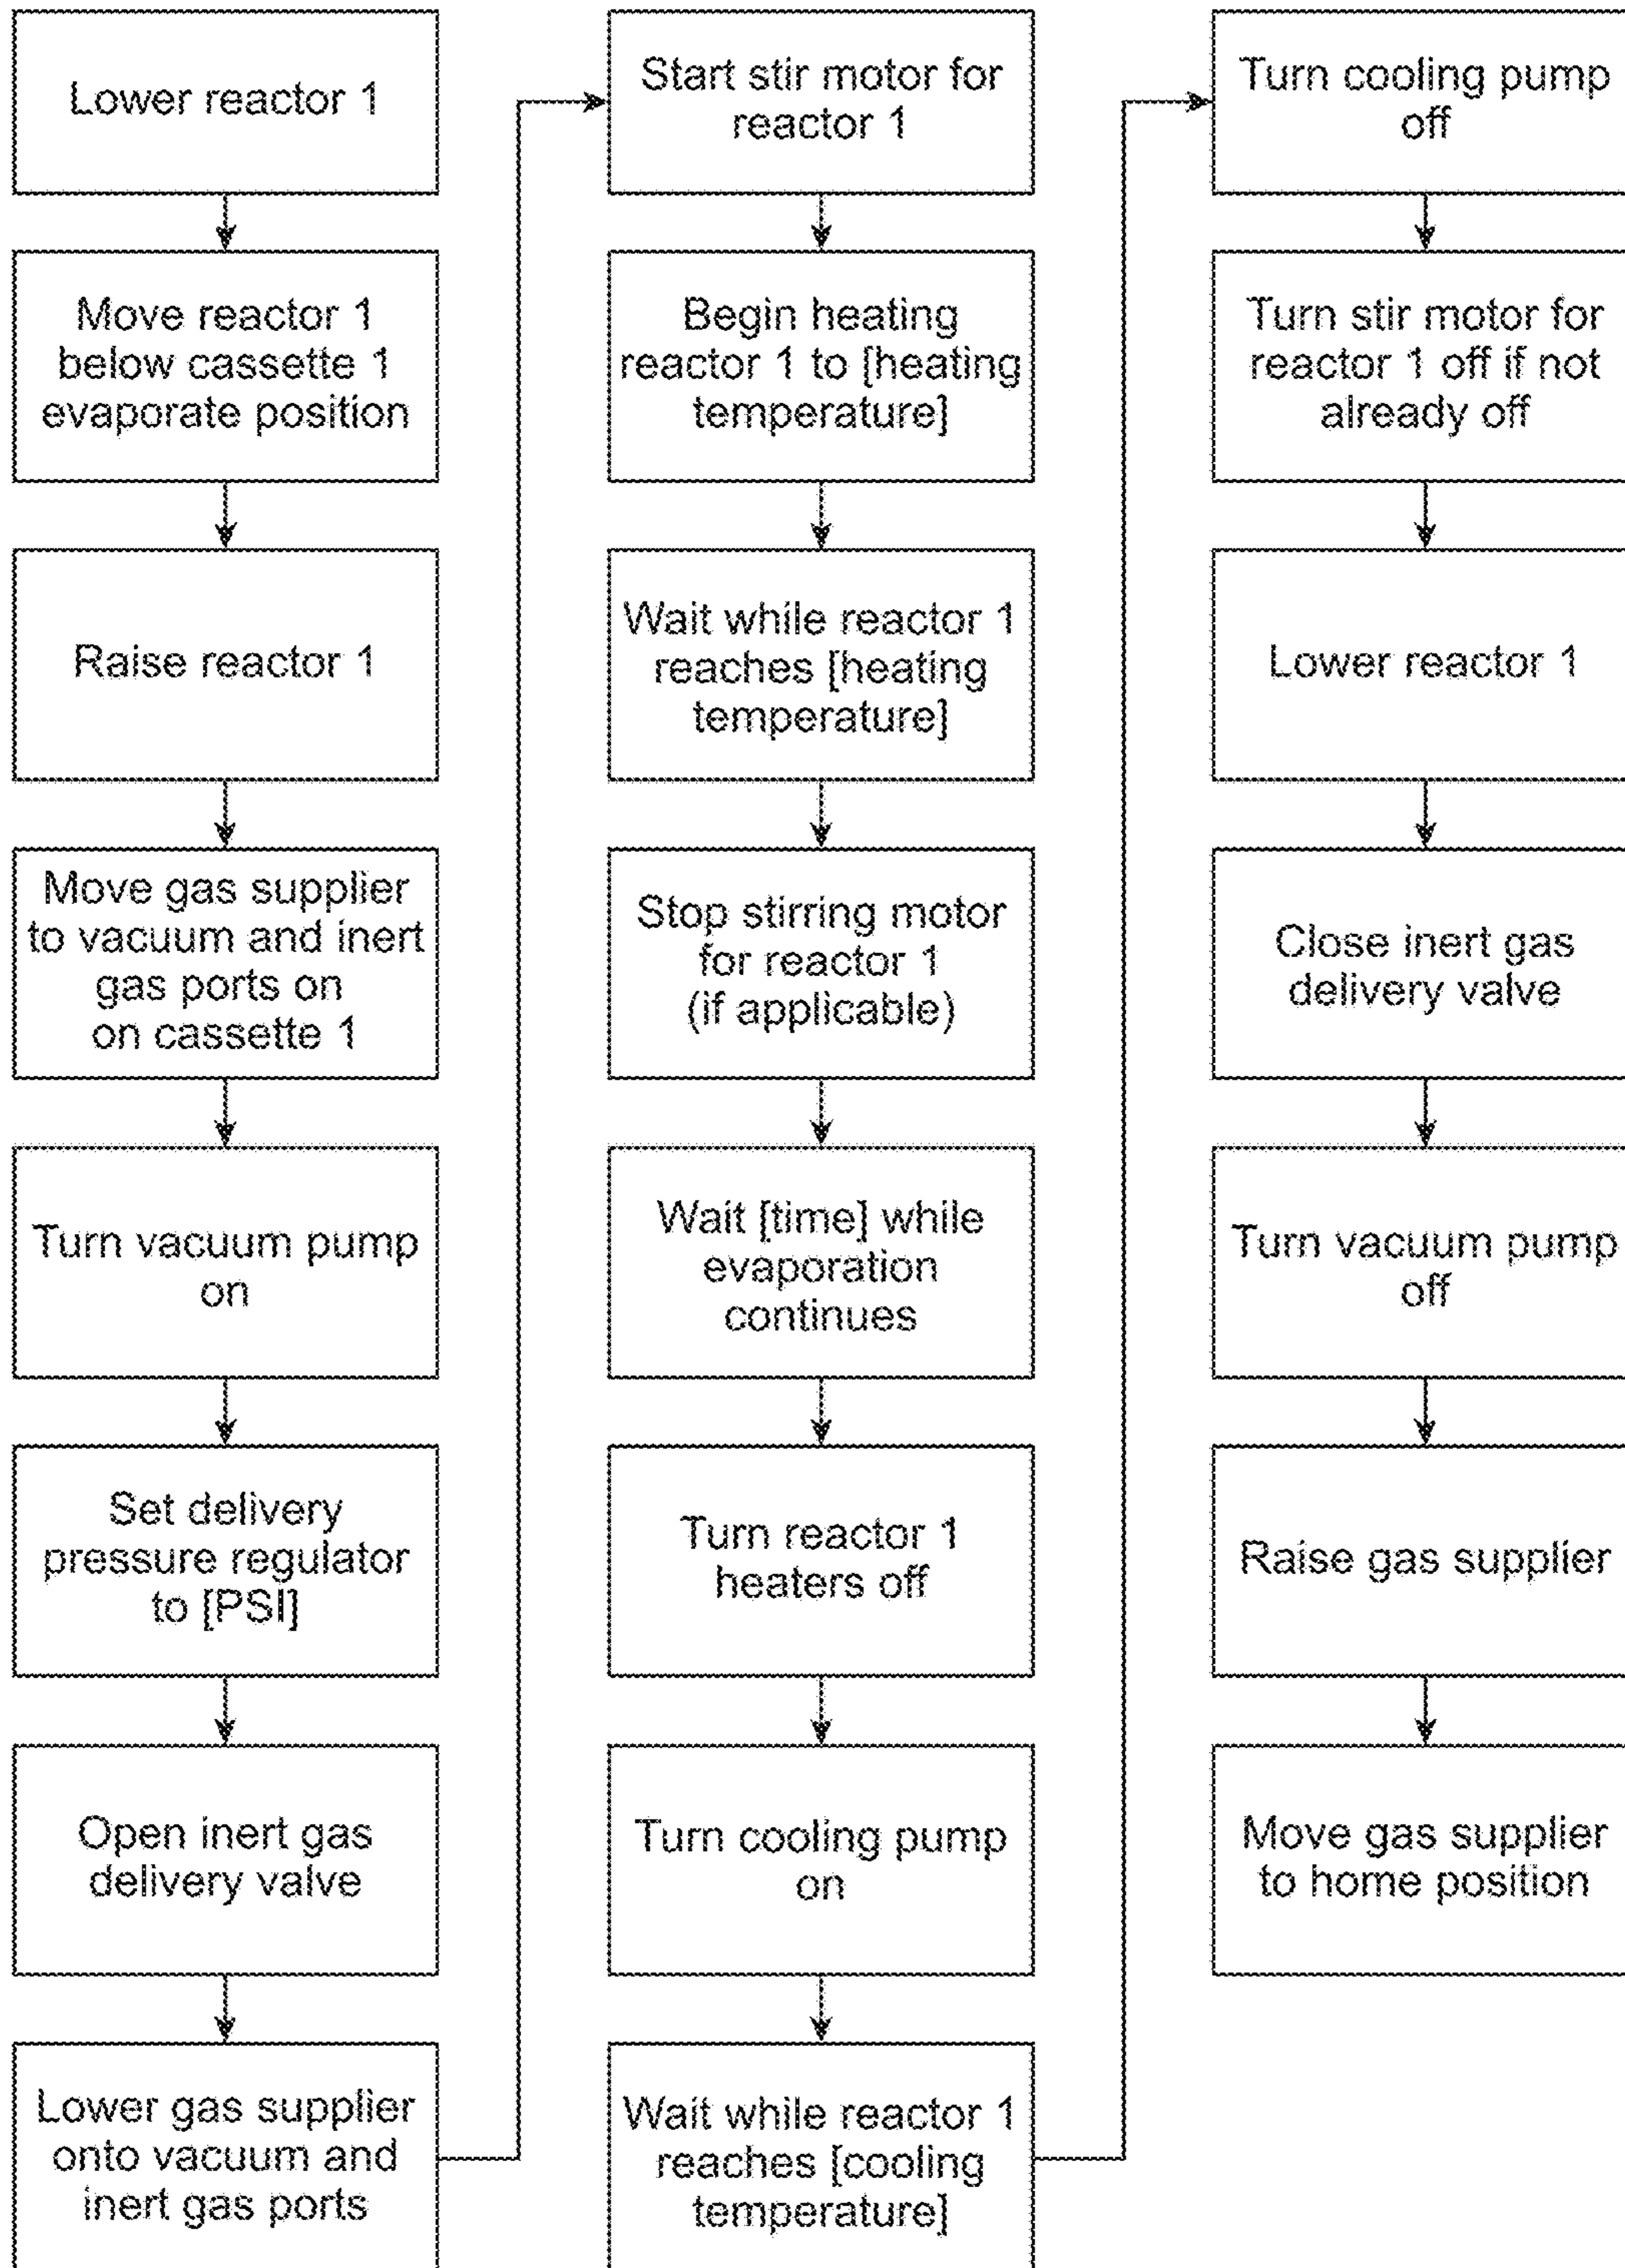 Lower reactor 1
Move reactor 1
below cassette 1
evaporate position
Raise reactor 1
Move gas supplier
to vacuum and inert
gas ports on
on cassette 1
Turn vacuum pump
on
Set delivery
pressure regulator
to [PSI]
Open inert gas
delivery valve
Lower gas supplier
onto vacuum and
inert gas ports
Start stir motor for
reactor 1
Begin heating
reactor 1 to [heating
temperature]
Wait while reactor 1
reaches [heating
temperature]
Stop stirring motor
for reactor 1
(if applicable)
Wait [time] while
evaporation
continues
Turn reactor 1
heaters off
Turn cooling pump
on
Wait while reactor 1
reaches [cooling
temperature]
Turn cooling pump
off
Turn stir motor for
reactor 1 off if not
already off
Lower reactor 1
Close inert gas
delivery valve
Turn vacuum pump
off
Raise gas supplier
Move gas supplier
to home position